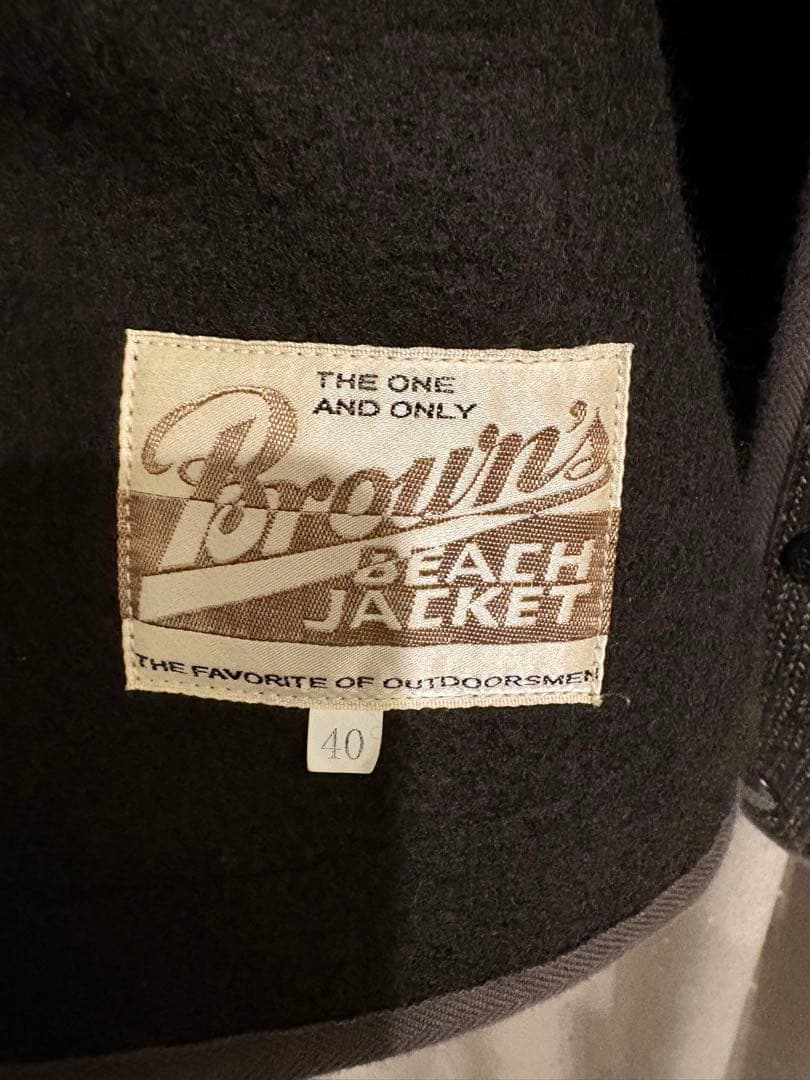 THE ONE
AND ONLY
Brown's
BEACH
JACKET
THE FAVORITE OF OUTDOORSMEN
40